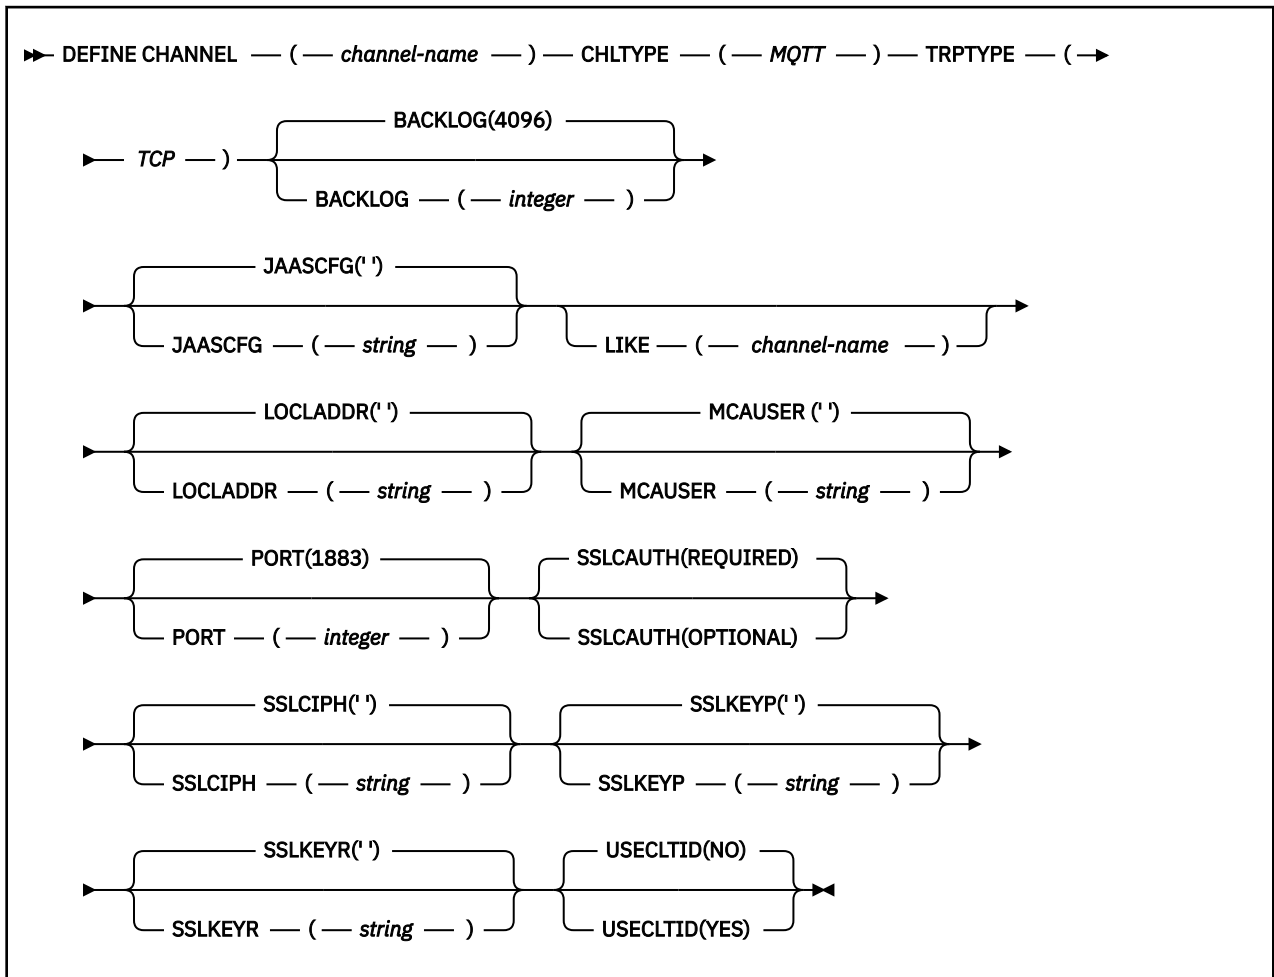 DEFINE CHANNEL ( channel-name ) CHLTYPE ( MQTT ) TRPTYPE (
BACKLOG(4096)
TCP )
BACKLOG ( integer )
JAASCFG(' ')
JAASCFG ( string )
LIKE ( channel-name )
LOCLADDR(' ') MCAUSER (' ')
LOCLADDR ( string ) MCAUSER ( string )
PORT(1883) SSLCAUTH(REQUIRED)
PORT ( integer ) SSLCAUTH(OPTIONAL)
SSLCIPH(' ') SSLKEYP(' ')
SSLCIPH ( string ) SSLKEYP ( string )
SSLKEYR(' ') USECLTID(NO)
SSLKEYR ( string ) USECLTID(YES)